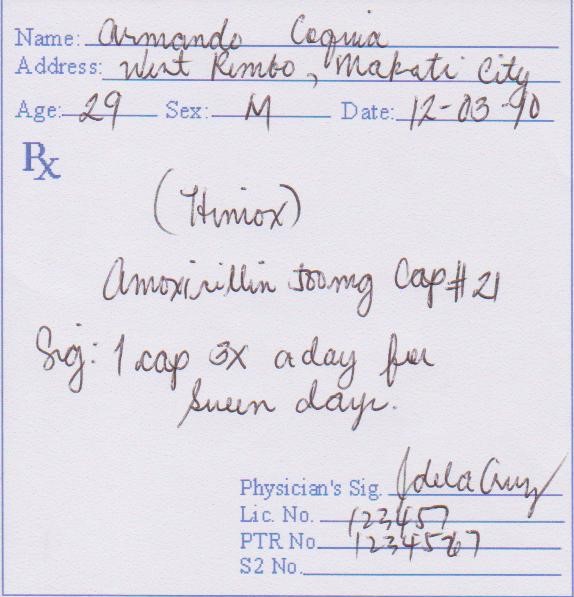 Name: Armando Coquia
Address: West Rembo, Makati City
Age: 29 Sex: M Date: 12-03-90
Rx
(Himox)
Amoxicillin 500mg Cap # 21
Sig: 1 cap 3X a day for
seven days.
Physician's Sig. Jdela Cruz
Lic. No. 123457
PTR No. 1234567
S2 No.